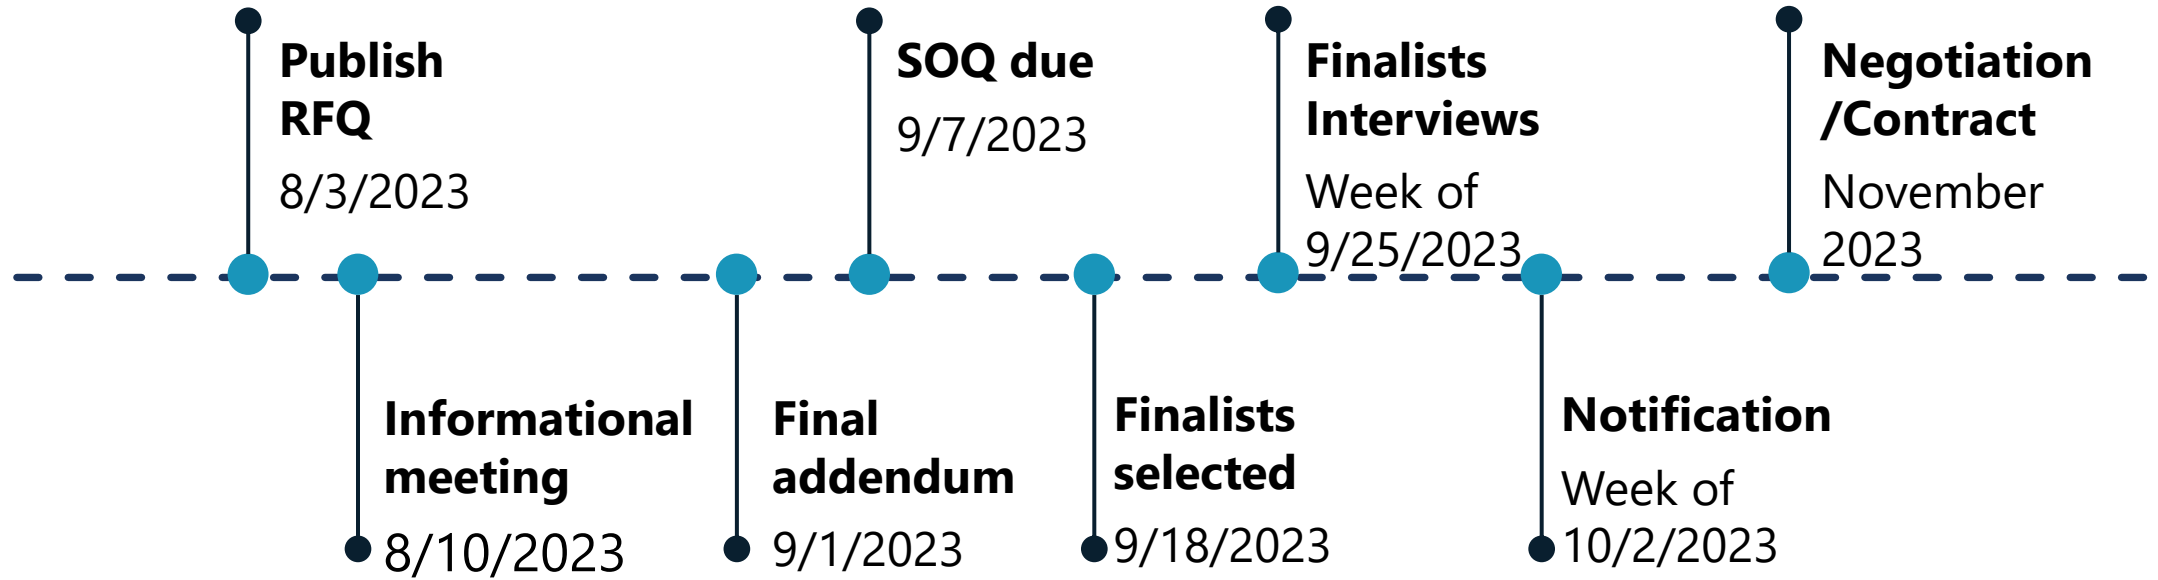 Publish
RFQ
8/3/2023
Informational
meeting
8/10/2023
Final
addendum
9/1/2023
SOQ due
9/7/2023
Finalists
selected
9/18/2023
Finalists
Interviews
Week of
9/25/2023
Notification
Week of
10/2/2023
Negotiation
/Contract
November
2023